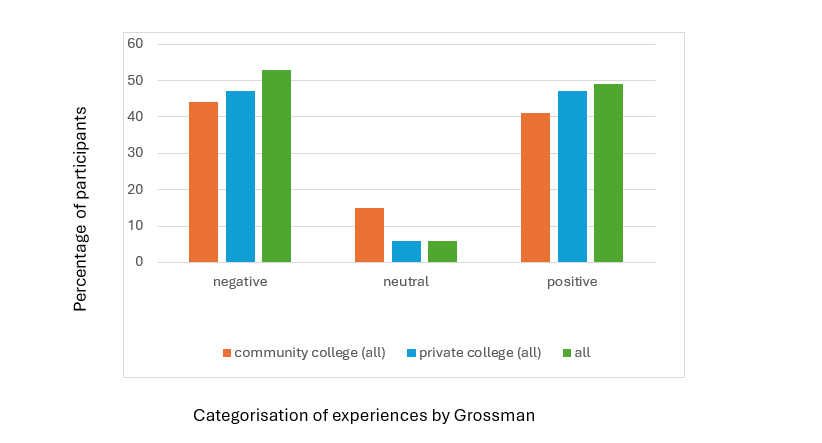 60
50
40
30
20
10
0
Percentage of participants
negative neutral positive
community college (all) private college (all) all
Categorisation of experiences by Grossman